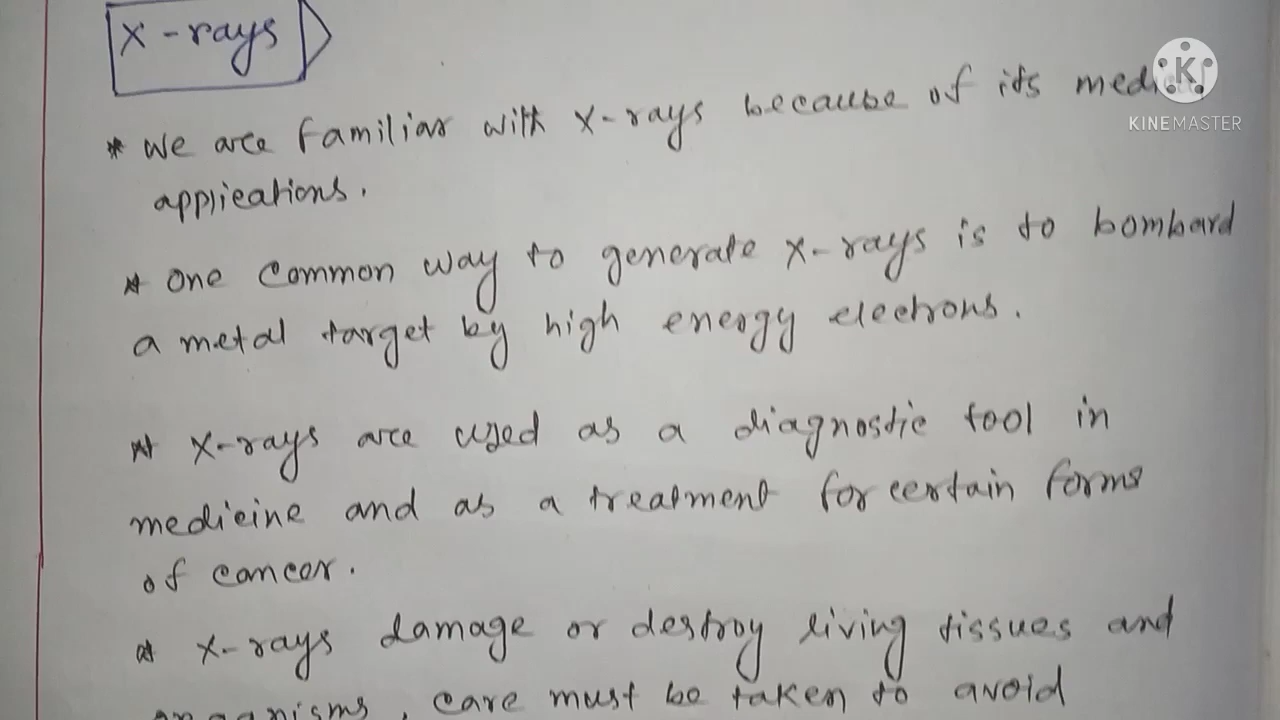 X-rays
* We are familiar with X-rays because of its medical
applications.
* One common way to generate X-rays is to bombard
a metal target by high energy electrons.
* X-rays are used as a diagnostic tool in
medicine and as a treatment for certain forms
of cancer.
* X-rays damage or destroy living tissues and
organisms, care must be taken to avoid
K
KINEMASTER